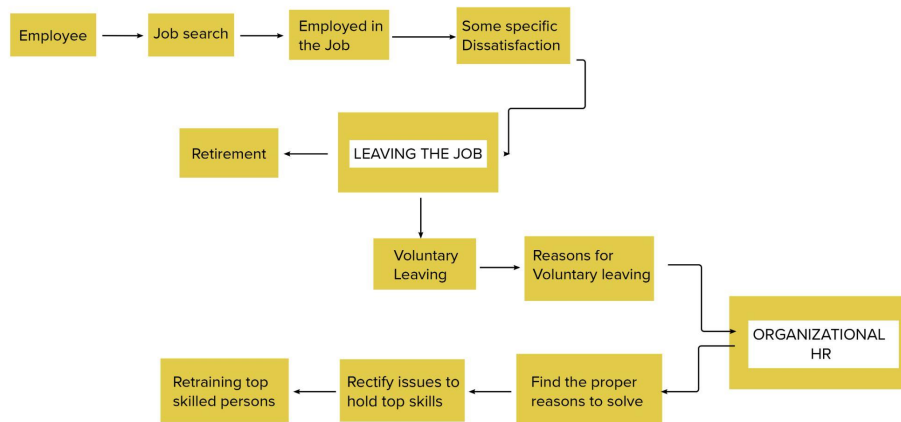 Employee
Job search
Employed in
the Job
Some specific
Dissatisfaction
Retirement
LEAVING THE JOB
Voluntary
Leaving
Reasons for
Voluntary leaving
ORGANIZATIONAL
HR
Retraining top
skilled persons
Rectify issues to
hold top skills
Find the proper
reasons to solve